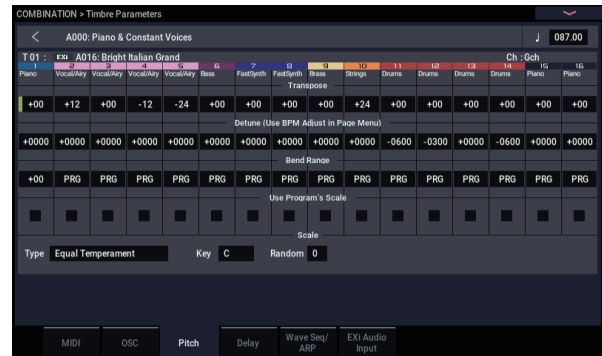 COMBINATION > Timbre Parameters
A000: Piano & Constant Voices ♩ 087.00
T 01 : EXi A016: Bright Italian Grand Ch : Gch
1 2 3 4 5 6 7 8 9 10 11 12 13 14 15 16
Piano Vocal/Airy Vocal/Airy Vocal/Airy Vocal/Airy Bass FastSynth FastSynth Brass Strings Drums Drums Drums Drums Piano Piano
Transpose
+00 +12 +00 -12 -24 +00 +00 +00 +00 +24 +00 +00 +00 +00 +00 +00
Detune (Use BPM Adjust in Page Menu)
+0000 +0000 +0000 +0000 +0000 +0000 +0000 +0000 +0000 +0000 -0600 -0300 +0000 -0600 +0000 +0000
Bend Range
+00 PRG PRG PRG PRG PRG PRG PRG PRG PRG PRG PRG PRG PRG PRG PRG
Use Program's Scale
Scale
Type Equal Temperament Key C Random 0
MIDI OSC Pitch Delay Wave Seq/ EXi Audio
ARP Input